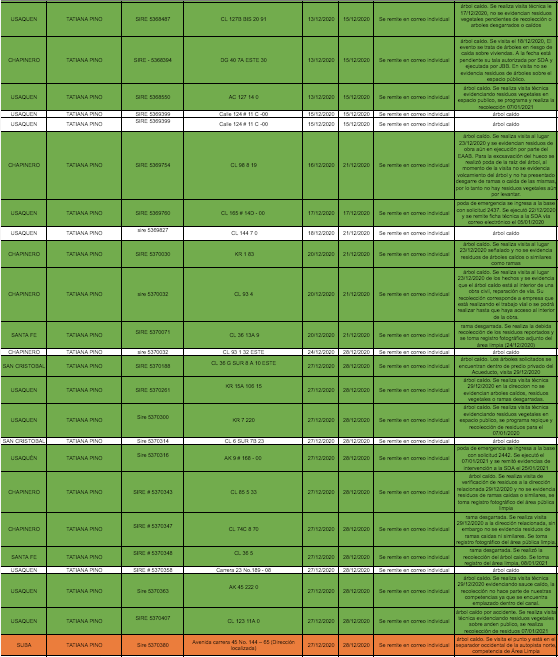 USAQUEN TATIANA PINO SIRE 5368487 CL 127B BIS 20 91 13/12/2020 15/12/2020 Se remite en correo individual
árbol caído. Se realiza visita técnica le
17/12/2020, no se evidencian residuos
vegetales pendientes de recolección o
árboles desgarrados o caídos
CHAPINERO TATIANA PINO SIRE - 5368394 DG 40 7A ESTE 30 13/12/2020 15/12/2020 Se remite en correo individual
árbol caído. Se visita el 18/12/2020, El
evento se trata de árboles en riesgo de
caída sobre viviendas. A la fecha está
pendiente su tala autorizada por SDA y
ejecutada por JBB. En visita no se
evidencia residuos de árboles sobre el
espacio público.
USAQUEN TATIANA PINO SIRE 5368550 AC 127 14 0 13/12/2020 15/12/2020 Se remite en correo individual
árbol caído. Se realiza visita técnica
evidenciando residuos vegetales en
espacio público, se programa y realiza la
recolección 07/01/2021
USAQUEN TATIANA PINO SIRE 5369399 Calle 124 # 11 C -00 15/12/2020 15/12/2020 Se remite en correo individual árbol caído
USAQUEN TATIANA PINO SIRE 5369399 Calle 124 # 11 C -00 15/12/2020 15/12/2020 Se remite en correo individual árbol caído
CHAPINERO TATIANA PINO SIRE 5369754 CL 96 8 19 16/12/2020 21/12/2020 Se remite en correo individual
árbol caído. Se realiza visita al lugar
23/12/2020 y se evidencian residuos de
obra aún en ejecución por parte del
EAAB. Para la excavación del hueco se
realizó poda de la raíz del árbol, al
momento de la visita no se evidencia
volcamiento del árbol y no ha presentado
desgarre de ramas o caída de las mismas,
por lo tanto no hay residuos vegetales aún
por levantar.
USAQUEN TATIANA PINO SIRE 5369760 CL 165 # 14D - 00 17/12/2020 17/12/2020 Se remite en correo individual
poda de emergencia se ingresa a la base
con solicitud 2437. Se ejecutó 22/12/2020
y se remite ficha técnica a la SDA vía
correo electrónico el 05/01/2020
USAQUEN TATIANA PINO sire 5369827 CL 144 7 0 18/12/2020 21/12/2020 Se remite en correo individual árbol caído
CHAPINERO TATIANA PINO SIRE 5370030 KR 1 83 20/12/2020 21/12/2020 Se remite en correo individual
árbol caído. Se realiza visita al lugar
23/12/2020 señalado y no se evidencia
residuos de árboles caídos o similares
como ramas
CHAPINERO TATIANA PINO sire 5370032 CL 93 4 20/12/2020 21/12/2020 Se remite en correo individual
árbol caído. Se realiza visita al lugar
23/12/2020 de los hechos y se evidencia
que el árbol caído está al interior de una
obra civil, reparación de vía. Su
recolección corresponde a empresa que
está realizando el trabajo vial o se podrá
realizar hasta que haya acceso al interior
de la obra.
SANTA FE TATIANA PINO SIRE 5370071 CL 36 13A 9 20/12/2020 21/12/2020 Se remite en correo individual
rama desgarrada. Se realiza la debida
recolección de los residuos reportados y
se toma registro fotográfico adjunto del
área limpia (24/12/2020)
CHAPINERO TATIANA PINO sire 5370032 CL 93 1 32 ESTE 24/12/2020 28/12/2020 Se remite en correo individual árbol caído
SAN CRISTOBAL TATIANA PINO SIRE 5370188 CL 36 G SUR 8 A 10 ESTE 27/12/2020 28/12/2020 Se remite en correo individual
árbol caído. Los árboles solicitados se
encuentran dentro de predio privado del
Acueducto, visita 29/12/2020
USAQUEN TATIANA PINO SIRE 5370261 KR 15A 106 15 27/12/2020 28/12/2020 Se remite en correo individual
árbol caído. Se realiza visita técnica
29/12/2020 en la dirección no se
evidencian arboles caídos, residuos
vegetales o ramas desgarradas.
USAQUEN TATIANA PINO Sire 5370300 KR 7 220 27/12/2020 28/12/2020 Se remite en correo individual
árbol caído. Se realiza visita técnica
evidenciando residuos vegetales en
espacio público, se programa repique y
recolección de residuos para el
07/01/2021
SAN CRISTOBAL TATIANA PINO Sire 5370314 CL 6 SUR 7B 23 27/12/2020 28/12/2020 Se remite en correo individual árbol caído
USAQUÉN TATIANA PINO Sire 5370316 AK 9 # 168 - 00 27/12/2020 28/12/2020 Se remite en correo individual
poda de emergencia se ingresa a la base
con solicitud 2442. Se ejecutó el
07/01/2021 y se remitió evidencias de
intervención a la SDA el 25/01/2021
CHAPINERO TATIANA PINO SIRE # 5370343 CL 85 5 33 27/12/2020 28/12/2020 Se remite en correo individual
árbol caído. Se realiza visita de
verificación de residuos a la dirección
relacionada 29/12/2020 y no se evidencia
residuos de ramas caídas o similares, se
toma registro fotográfico del área pública
limpia
CHAPINERO TATIANA PINO SIRE # 5370347 CL 74C 8 70 27/12/2020 28/12/2020 Se remite en correo individual
rama desgarrada. Se realiza visita
29/12/2020 a la dirección relacionada, sin
embargo no se evidencia residuos de
ramas caídas ni similares. Se toma
registro fotográfico del área pública limpia
SANTA FE TATIANA PINO SIRE # 5370348 CL 36 5 27/12/2020 28/12/2020 Se remite en correo individual
rama desgarrada. Se realizó la
recolección del árbol caído. Se toma
registro del área limpia, 08/01/2021
USAQUEN TATIANA PINO SIRE # 5370358 Carrera 23 No.189 - 08 27/12/2020 28/12/2020 Se remite en correo individual árbol caído
USAQUEN TATIANA PINO Sire 5370363 AK 45 222 0 27/12/2020 28/12/2020 Se remite en correo individual
árbol caído. Se realiza visita técnica
29/12/2020 evidenciando sauce caído, la
recolección no hace parte de nuestras
competencias ya que se encuentra
emplazado dentro del canal.
USAQUEN TATIANA PINO SIRE 5370407 CL 123 11A 0 27/12/2020 28/12/2020 Se remite en correo individual
árbol caído por accidente. Se realiza visita
técnica evidenciando residuos vegetales
sobre andén público, se realiza
recolección de residuos 07/01/2021
SUBA TATIANA PINO Sire 5370360 Avenida carrera 45 No. 144 – 65 (Dirección
localizada) 27/12/2020 28/12/2020 Se remite en correo individual
árbol caído. Se visita el punto y está en el
separador occidental de la autopista norte,
competencia de Área Limpia